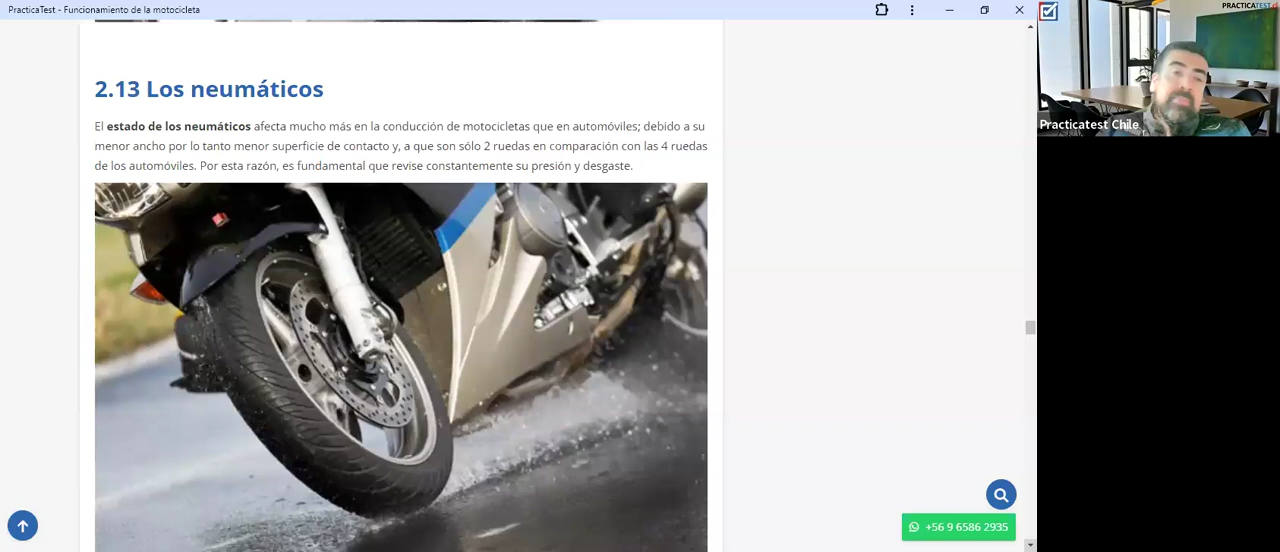 PracticaTest - Funcionamiento de la motocicleta
PRACTICATEST.cl
Practicatest Chile
2.13 Los neumáticos
El estado de los neumáticos afecta mucho más en la conducción de motocicletas que en automóviles; debido a su
menor ancho por lo tanto menor superficie de contacto y, a que son sólo 2 ruedas en comparación con las 4 ruedas
de los automóviles. Por esta razón, es fundamental que revise constantemente su presión y desgaste.
+56 9 6586 2935